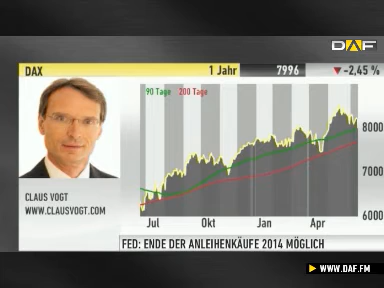 DAF
DAX 1 Jahr 7996 -2,45 %
90 Tage 200 Tage
8000
7000
6000
Jul Okt Jan Apr
CLAUS VOGT
WWW.CLAUSVOGT.COM
FED: ENDE DER ANLEIHENKÄUFE 2014 MÖGLICH
WWW.DAF.FM